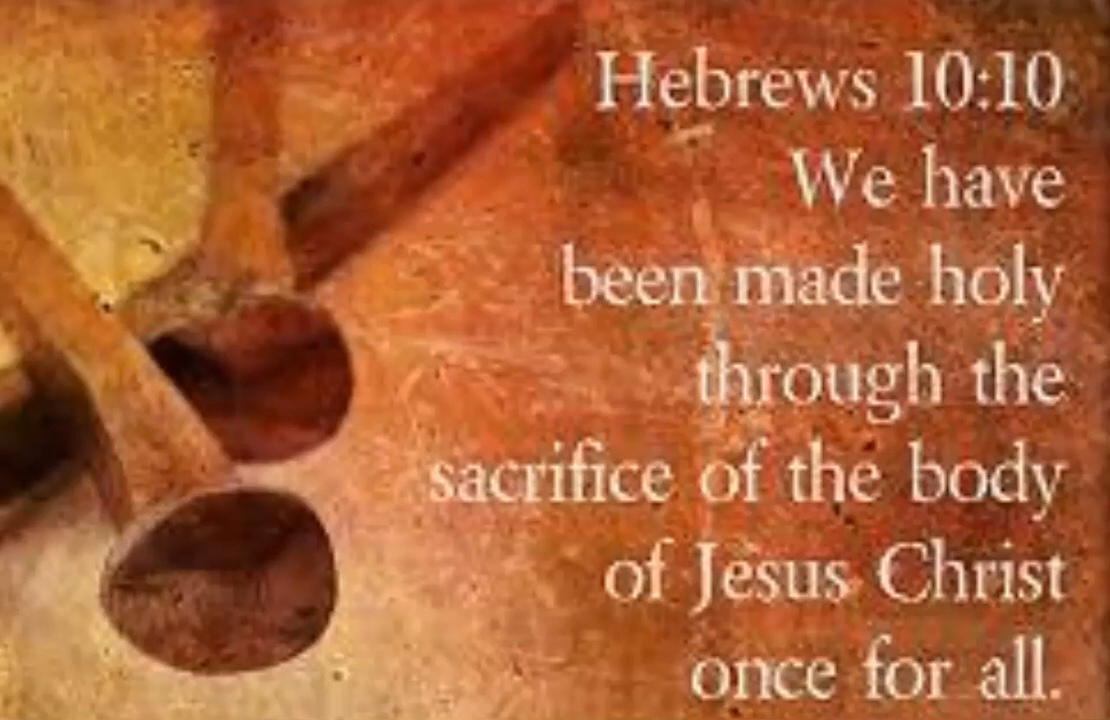 Hebrews 10:10
We have
been made holy
through the
sacrifice of the body
of Jesus Christ
once for all.